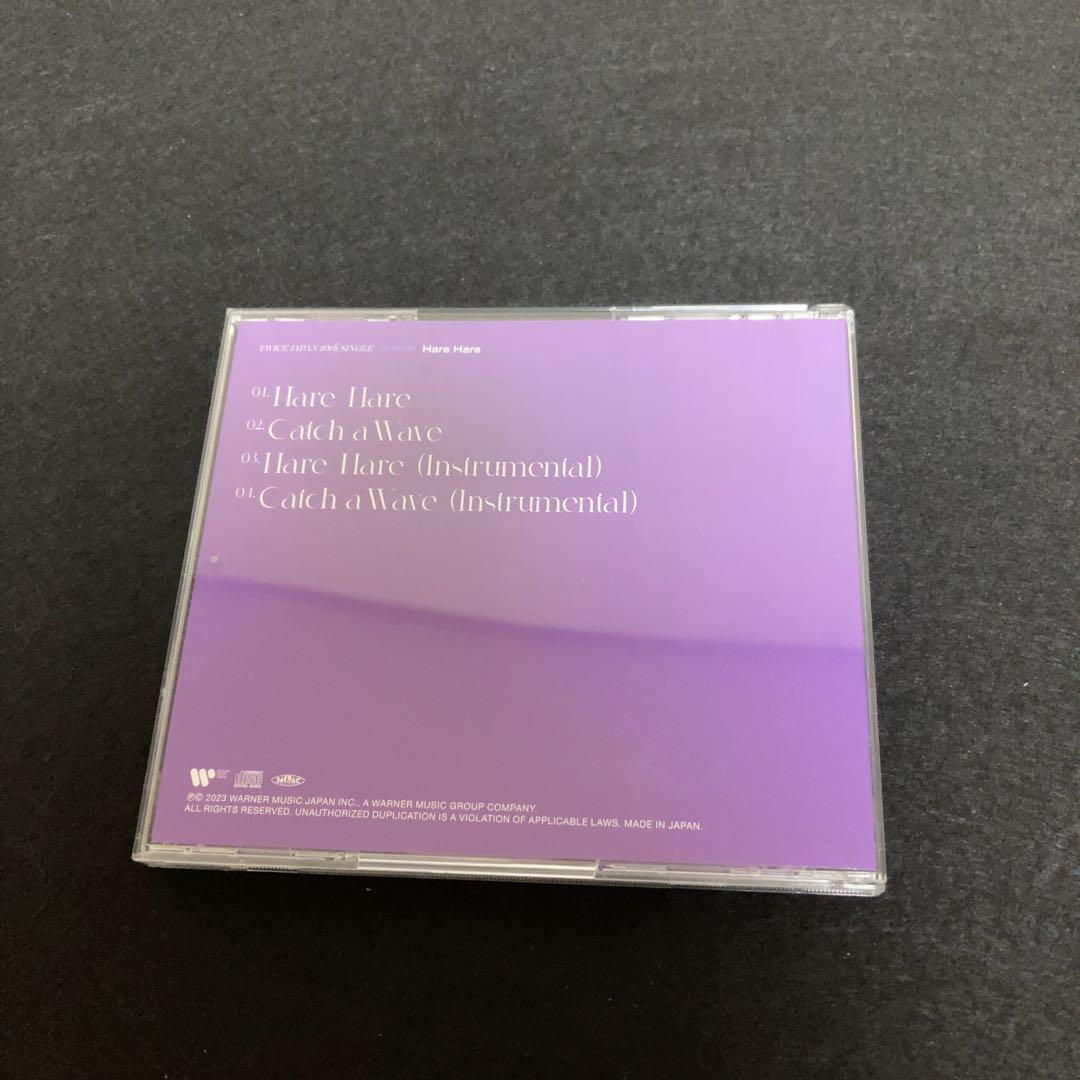 TWICE JAPAN 10th SINGLE Hare Hare
01. Hare Hare
02. Catch a Wave
03. Hare Hare (Instrumental)
04. Catch a Wave (Instrumental)
℗© 2023 WARNER MUSIC JAPAN INC., A WARNER MUSIC GROUP COMPANY.
ALL RIGHTS RESERVED. UNAUTHORIZED DUPLICATION IS A VIOLATION OF APPLICABLE LAWS. MADE IN JAPAN.